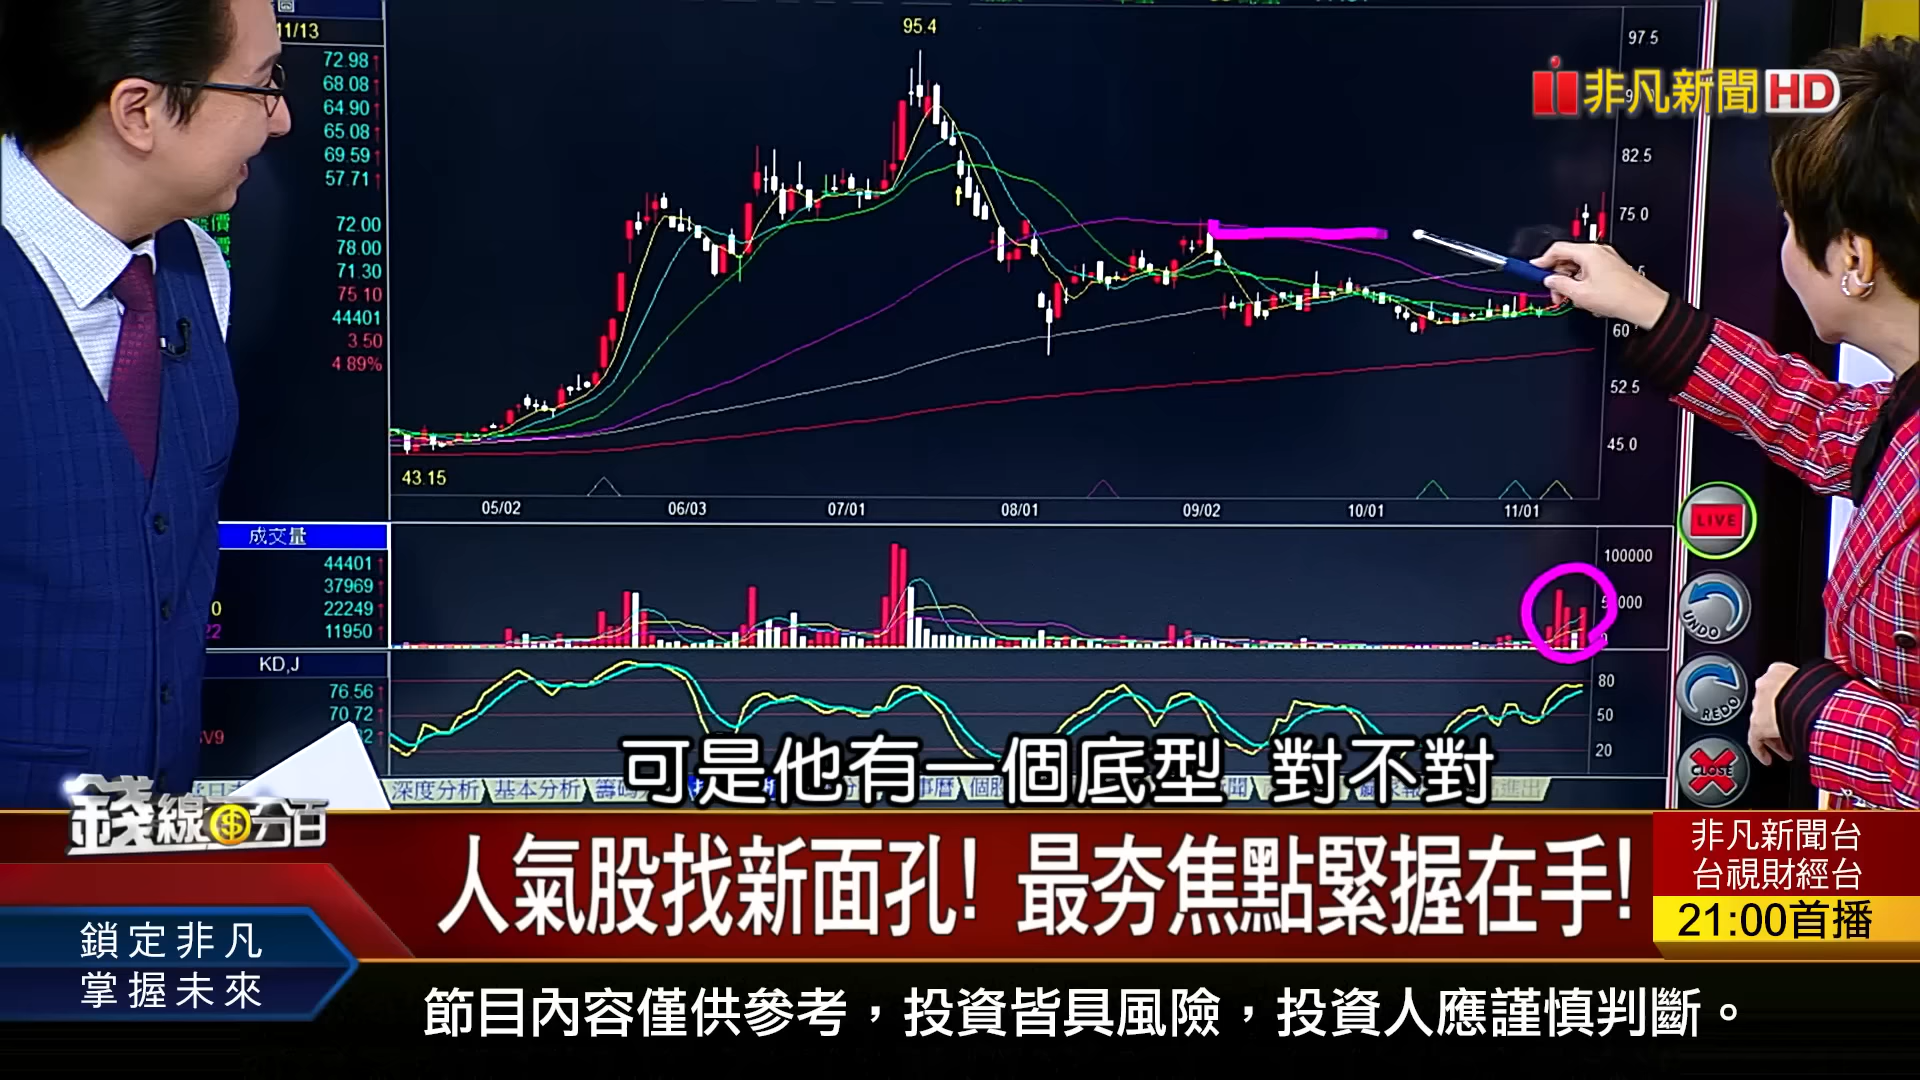 11/13
72.98↑
68.08↑
64.90↑
65.08↑
69.59↑
57.71↑
72.00
78.00
71.30
75.10
44401
3.50
4.89%
95.4
97.5
82.5
75.0
60
52.5
45.0
43.15
05/02
06/03
07/01
08/01
09/02
10/01
11/01
非凡新聞HD
成交量
44401↑
37969↑
22249↑
11950↑
100000
KD,J
76.56↑
70.72↑
80
50
20
LIVE
UNDO
REDO
CLOSE
深度分析
基本分析
可是他有一個底型 對不對
錢線百分百
人氣股找新面孔! 最夯焦點緊握在手!
非凡新聞台
台視財經台
21:00首播
鎖定非凡
掌握未來
節目內容僅供參考，投資皆具風險，投資人應謹慎判斷。